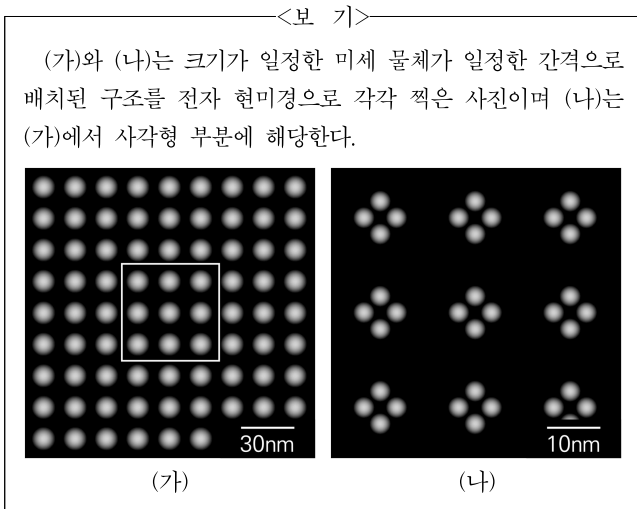 <보 기>
(가)와 (나)는 크기가 일정한 미세 물체가 일정한 간격으로
배치된 구조를 전자 현미경으로 각각 찍은 사진이며 (나)는
(가)에서 사각형 부분에 해당한다.
30nm
10nm
(가)
(나)